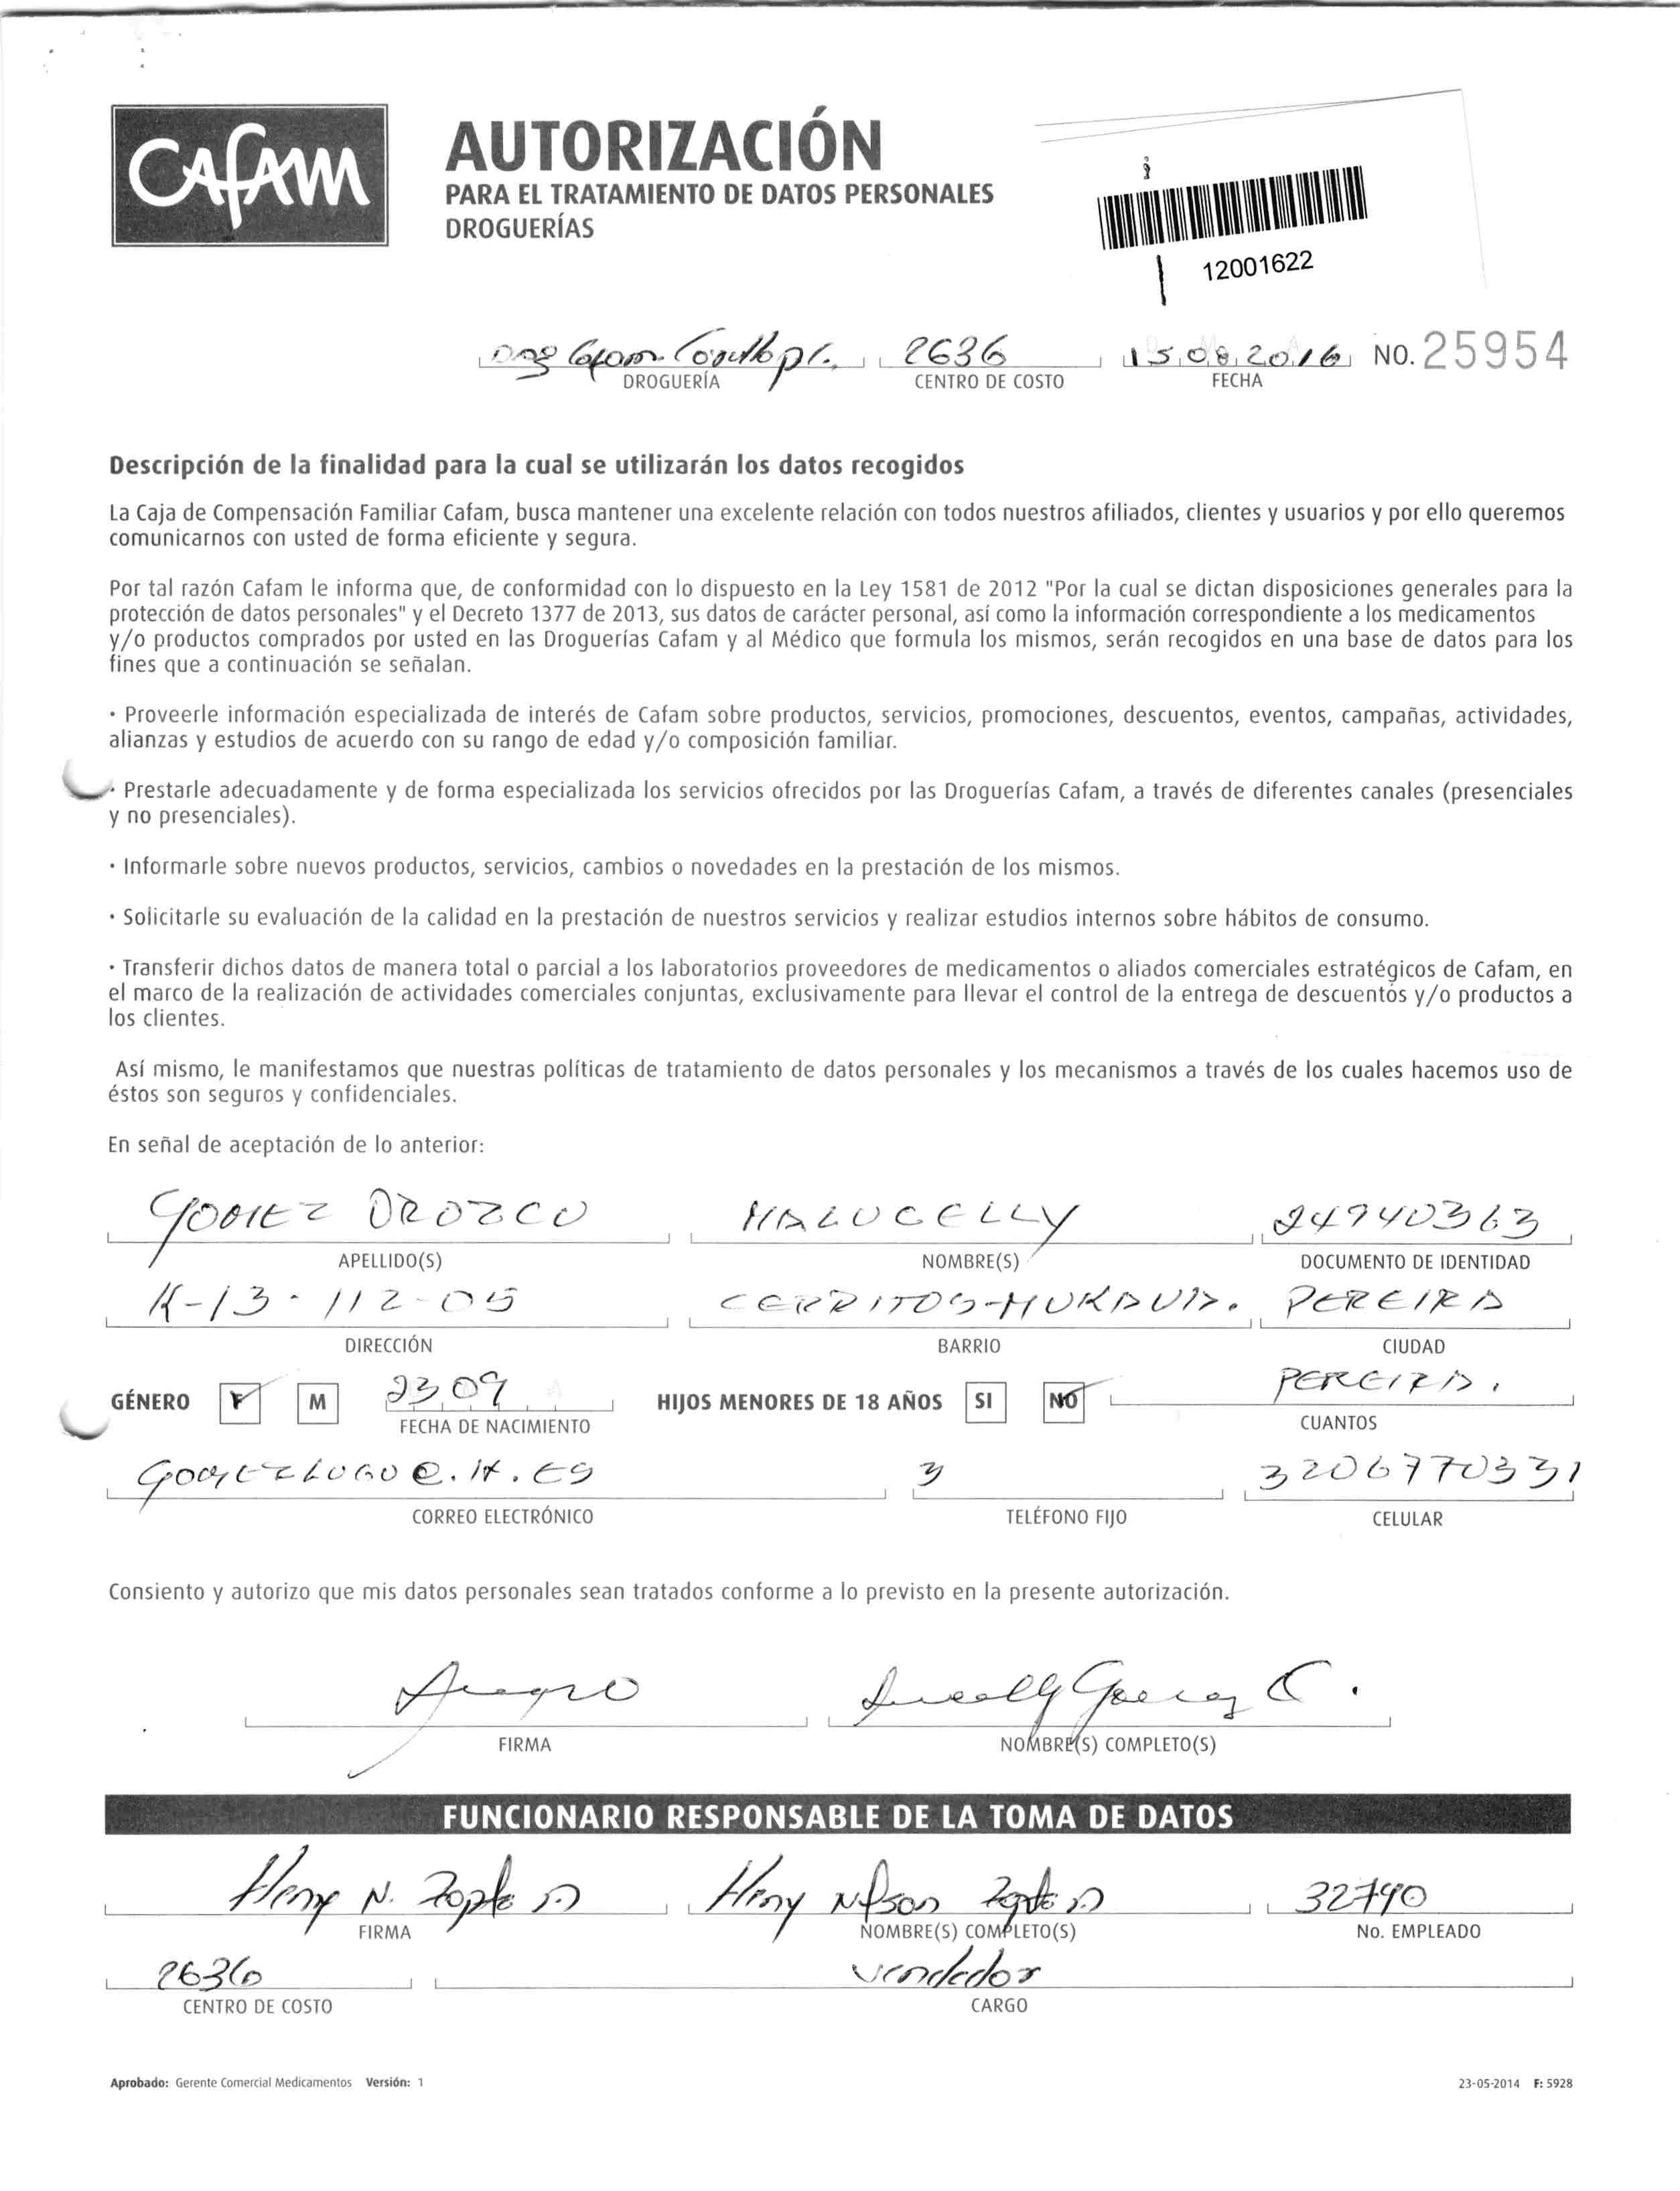 CAFAM
AUTORIZACIÓN
PARA EL TRATAMIENTO DE DATOS PERSONALES
DROGUERÍAS
12001622
2636 15 08 2016 NO. 25954
DROGUERÍA CENTRO DE COSTO FECHA
Descripción de la finalidad para la cual se utilizarán los datos recogidos
La Caja de Compensación Familiar Cafam, busca mantener una excelente relación con todos nuestros afiliados, clientes y usuarios y por ello queremos
comunicarnos con usted de forma eficiente y segura.
Por tal razón Cafam le informa que, de conformidad con lo dispuesto en la Ley 1581 de 2012 "Por la cual se dictan disposiciones generales para la
protección de datos personales" y el Decreto 1377 de 2013, sus datos de carácter personal, así como la información correspondiente a los medicamentos
y/o productos comprados por usted en las Droguerías Cafam y al Médico que formula los mismos, serán recogidos en una base de datos para los
fines que a continuación se señalan.
· Proveerle información especializada de interés de Cafam sobre productos, servicios, promociones, descuentos, eventos, campañas, actividades,
alianzas y estudios de acuerdo con su rango de edad y/o composición familiar.
· Prestarle adecuadamente y de forma especializada los servicios ofrecidos por las Droguerías Cafam, a través de diferentes canales (presenciales
y no presenciales).
· Informarle sobre nuevos productos, servicios, cambios o novedades en la prestación de los mismos.
· Solicitarle su evaluación de la calidad en la prestación de nuestros servicios y realizar estudios internos sobre hábitos de consumo.
· Transferir dichos datos de manera total o parcial a los laboratorios proveedores de medicamentos o aliados comerciales estratégicos de Cafam, en
el marco de la realización de actividades comerciales conjuntas, exclusivamente para llevar el control de la entrega de descuentos y/o productos a
los clientes.
Así mismo, le manifestamos que nuestras políticas de tratamiento de datos personales y los mecanismos a través de los cuales hacemos uso de
éstos son seguros y confidenciales.
En señal de aceptación de lo anterior:
GOMEZ OROZCO MALUCELLY 24940363
APELLIDO(S) NOMBRE(S) DOCUMENTO DE IDENTIDAD
K-13-112-05 CERRITOS- PEREIRA
DIRECCIÓN BARRIO CIUDAD
GÉNERO F M 23 09 HIJOS MENORES DE 18 AÑOS SI NO PEREIRA.
FECHA DE NACIMIENTO CUANTOS
3 3206770331
CORREO ELECTRÓNICO TELÉFONO FIJO CELULAR
Consiento y autorizo que mis datos personales sean tratados conforme a lo previsto en la presente autorización.
FIRMA NOMBRE(S) COMPLETO(S)
FUNCIONARIO RESPONSABLE DE LA TOMA DE DATOS
N. 32790
FIRMA NOMBRE(S) COMPLETO(S) No. EMPLEADO
2636 vendedor
CENTRO DE COSTO CARGO
Aprobado: Gerente Comercial Medicamentos Versión: 1 23-05-2014 F: 5928